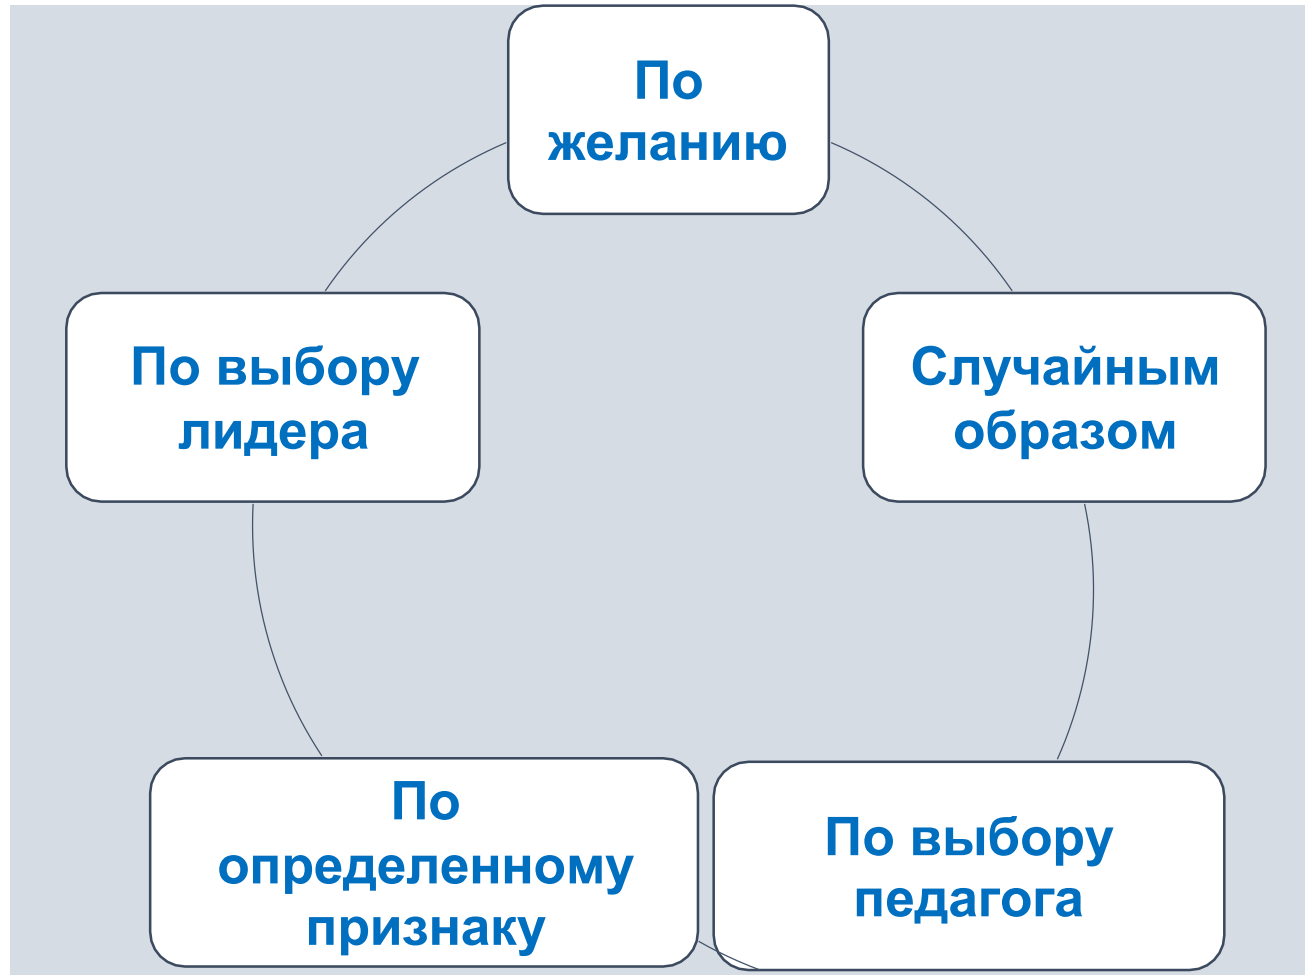 По
желанию
По выбору
лидера
Случайным
образом
По
определенному
признаку
По выбору
педагога